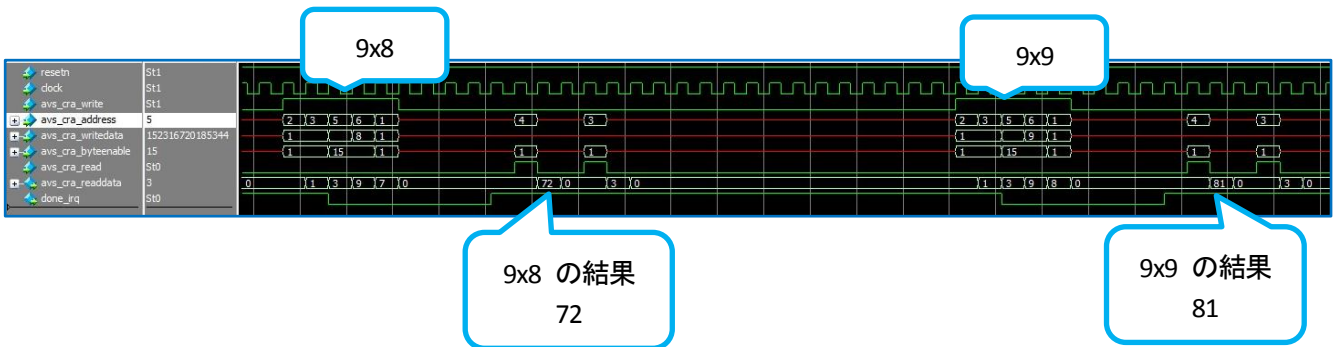 9x8
9x9
resetn St1
clock St1
avs_cra_write St1
avs_cra_address 5 2 3 5 6 1 4 3 2 3 5 6 1 4 3
avs_cra_writedata 152316720185344 1 8 1 1 9 1
avs_cra_byteenable 15 1 15 1 1 1 1 15 1 1 1
avs_cra_read St0
avs_cra_readdata 3 0 1 3 9 7 0 72 0 3 0 1 3 9 8 0 81 0 3 0
done_irq St0
9x8 の結果
72
9x9 の結果
81